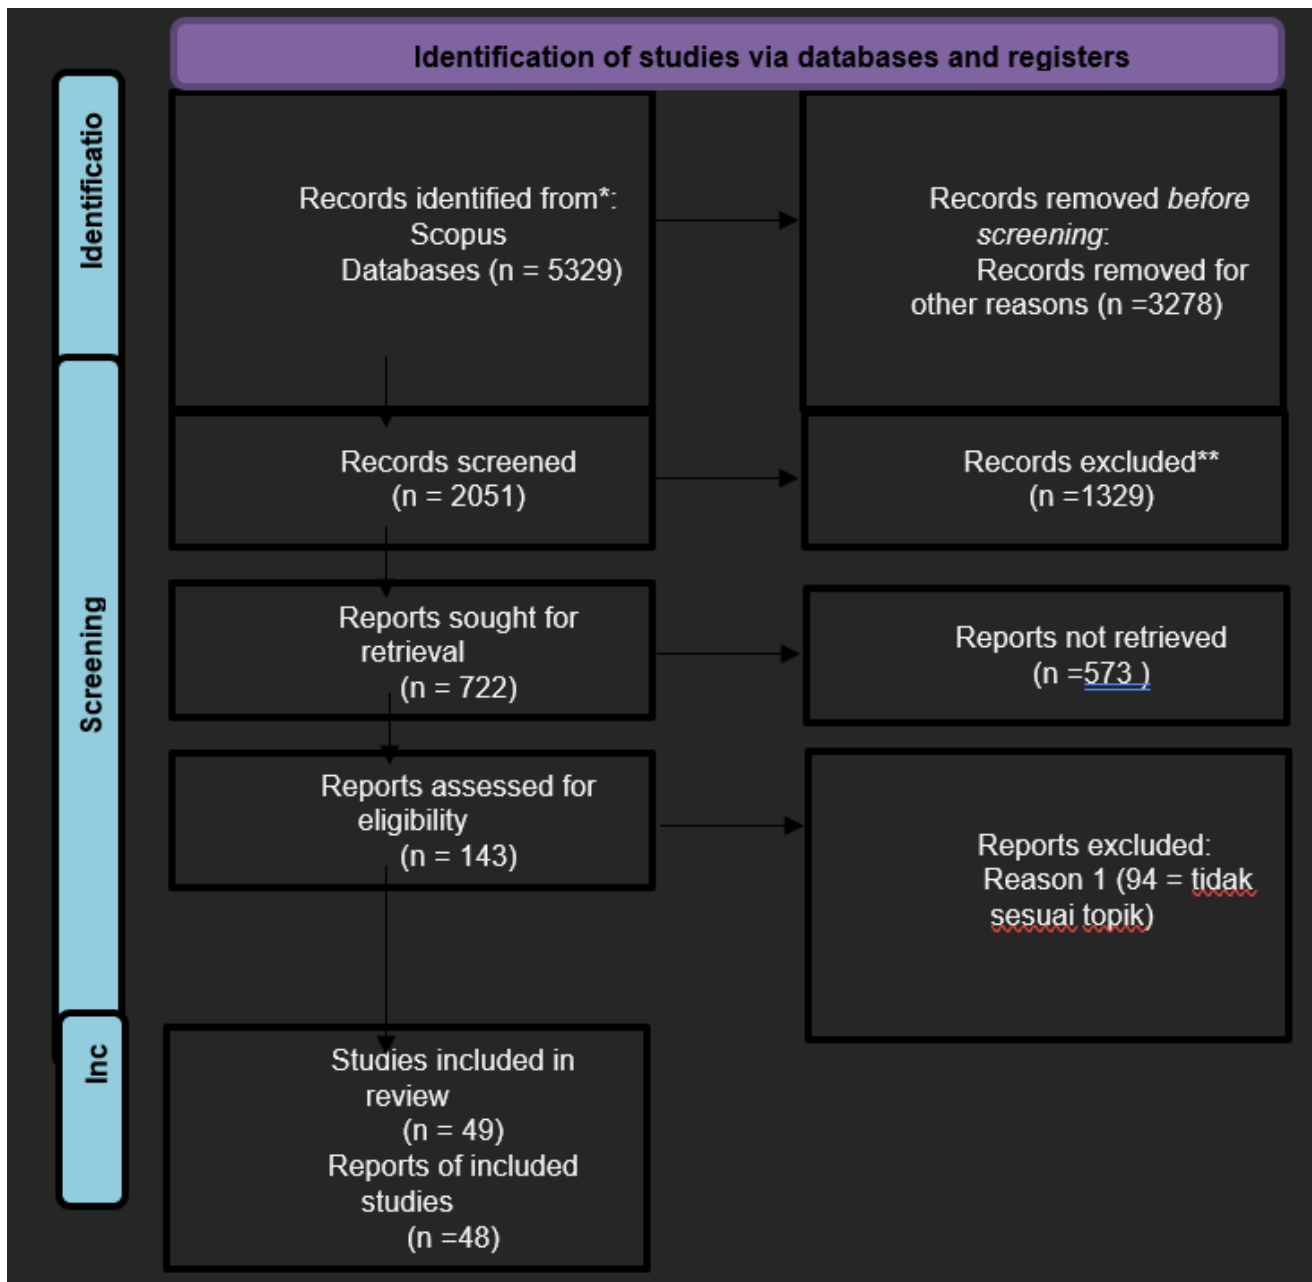 Identification of studies via databases and registers
Identificatio
Records identified from*:
Scopus
Databases (n = 5329)
Records removed before
screening:
Records removed for
other reasons (n =3278)
Screening
Records screened
(n = 2051)
Records excluded**
(n =1329)
Reports sought for
retrieval
(n = 722)
Reports not retrieved
(n =573 )
Reports assessed for
eligibility
(n = 143)
Reports excluded:
Reason 1 (94 = tidak
sesuai topik)
Inc
Studies included in
review
(n = 49)
Reports of included
studies
(n =48)